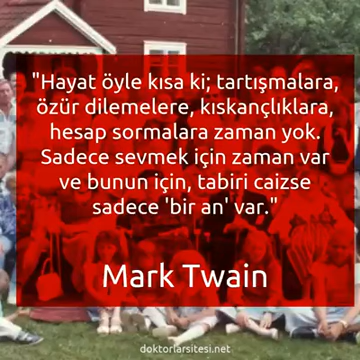 "Hayat öyle kısa ki; tartışmalara,
özür dilemelere, kıskançlıklara,
hesap sormalara zaman yok.
Sadece sevmek için zaman var
ve bunun için, tabiri caizse
sadece 'bir an' var."
Mark Twain
doktorlarsitesi.net